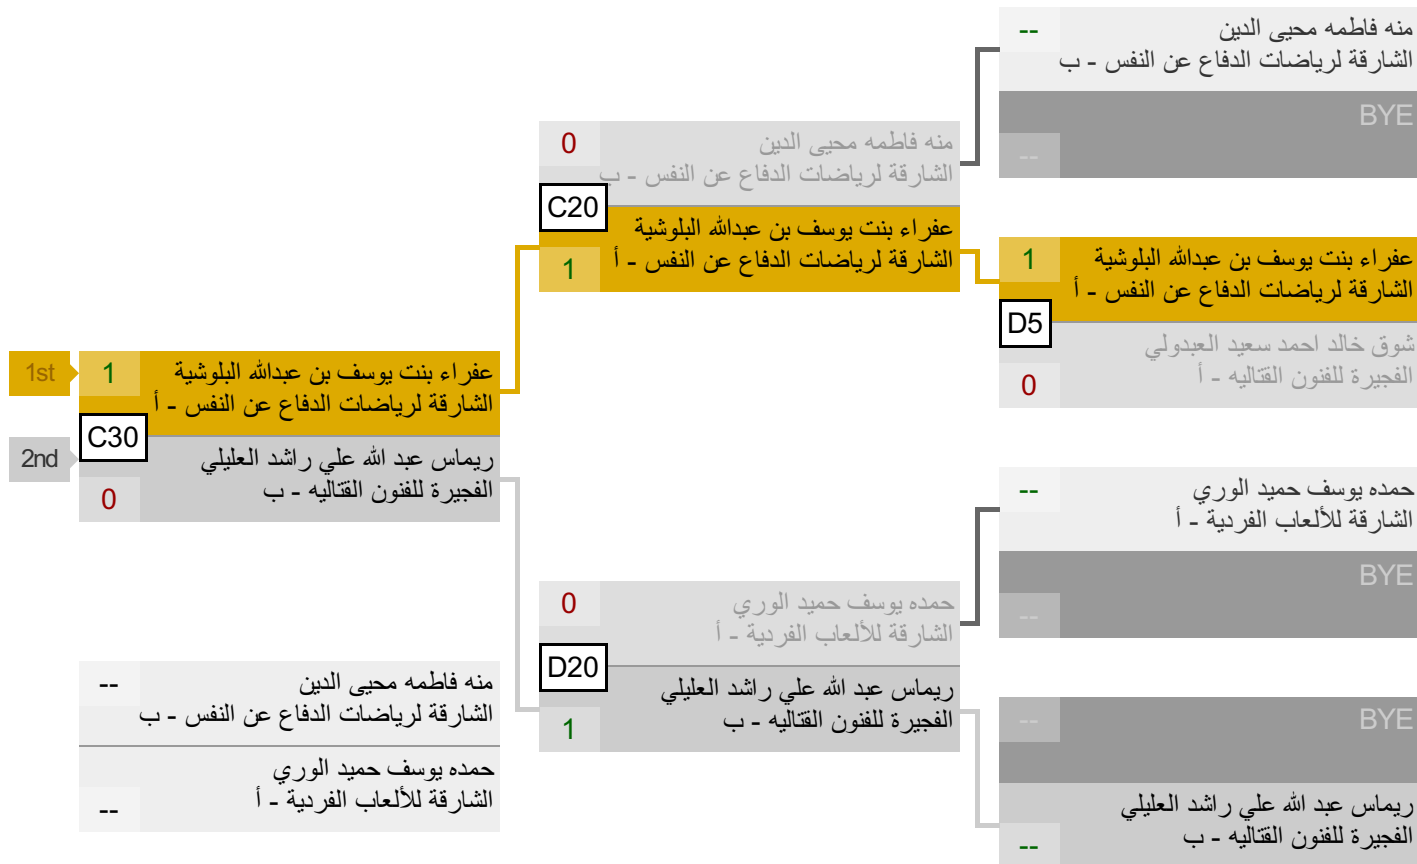 --
منه فاطمه محيى الدين
الشارقة لرياضات الدفاع عن النفس - ب
BYE
--
0
منه فاطمه محيى الدين
الشارقة لرياضات الدفاع عن النفس - ب
C20
عفراء بنت يوسف بن عبدالله البلوشية
الشارقة لرياضات الدفاع عن النفس - أ
1
1
عفراء بنت يوسف بن عبدالله البلوشية
الشارقة لرياضات الدفاع عن النفس - أ
D5
شوق خالد احمد سعيد العبدولي
الفجيرة للفنون القتاليه - أ
0
1st
1
عفراء بنت يوسف بن عبدالله البلوشية
الشارقة لرياضات الدفاع عن النفس - أ
C30
2nd
ريماس عبد الله علي راشد العليلي
الفجيرة للفنون القتاليه - ب
0
--
حمده يوسف حميد الوري
الشارقة للألعاب الفردية - أ
BYE
--
0
حمده يوسف حميد الوري
الشارقة للألعاب الفردية - أ
D20
ريماس عبد الله علي راشد العليلي
الفجيرة للفنون القتاليه - ب
1
--
منه فاطمه محيى الدين
الشارقة لرياضات الدفاع عن النفس - ب
حمده يوسف حميد الوري
الشارقة للألعاب الفردية - أ
--
--
BYE
ريماس عبد الله علي راشد العليلي
الفجيرة للفنون القتاليه - ب
--